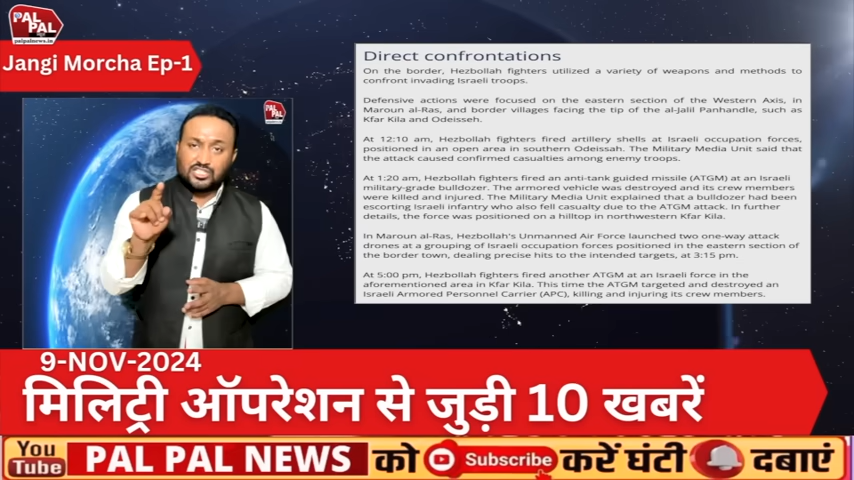 PAL
PAL
palpalnews.in
Jangi Morcha Ep-1
PAL
PAL
Direct confrontations
On the border, Hezbollah fighters utilized a variety of weapons and methods to
confront invading Israeli troops.
Defensive actions were focused on the eastern section of the Western Axis, in
Maroun al-Ras, and border villages facing the tip of the al-Jalil Panhandle, such as
Kfar Kila and Odeisseh.
At 12:10 am, Hezbollah fighters fired artillery shells at Israeli occupation forces,
positioned in an open area in southern Odeissah. The Military Media Unit said that
the attack caused confirmed casualties among enemy troops.
At 1:20 am, Hezbollah fighters fired an anti-tank guided missile (ATGM) at an Israeli
military-grade bulldozer. The armored vehicle was destroyed and its crew members
were killed and injured. The Military Media Unit explained that a bulldozer had been
escorting Israeli infantry who also fell casualty due to the ATGM attack. In further
details, the force was positioned on a hilltop in northwestern Kfar Kila.
In Maroun al-Ras, Hezbollah's Unmanned Air Force launched two one-way attack
drones at a grouping of Israeli occupation forces positioned in the eastern section of
the border town, dealing precise hits to the intended targets, at 3:15 pm.
At 5:00 pm, Hezbollah fighters fired another ATGM at an Israeli force in the
aforementioned area in Kfar Kila. This time the ATGM targeted and destroyed an
Israeli Armored Personnel Carrier (APC), killing and injuring its crew members.
9-NOV-2024
मिलिट्री ऑपरेशन से जुड़ी 10 खबरें
You Tube PAL PAL NEWS को Subscribe करें घंटी दबाएं